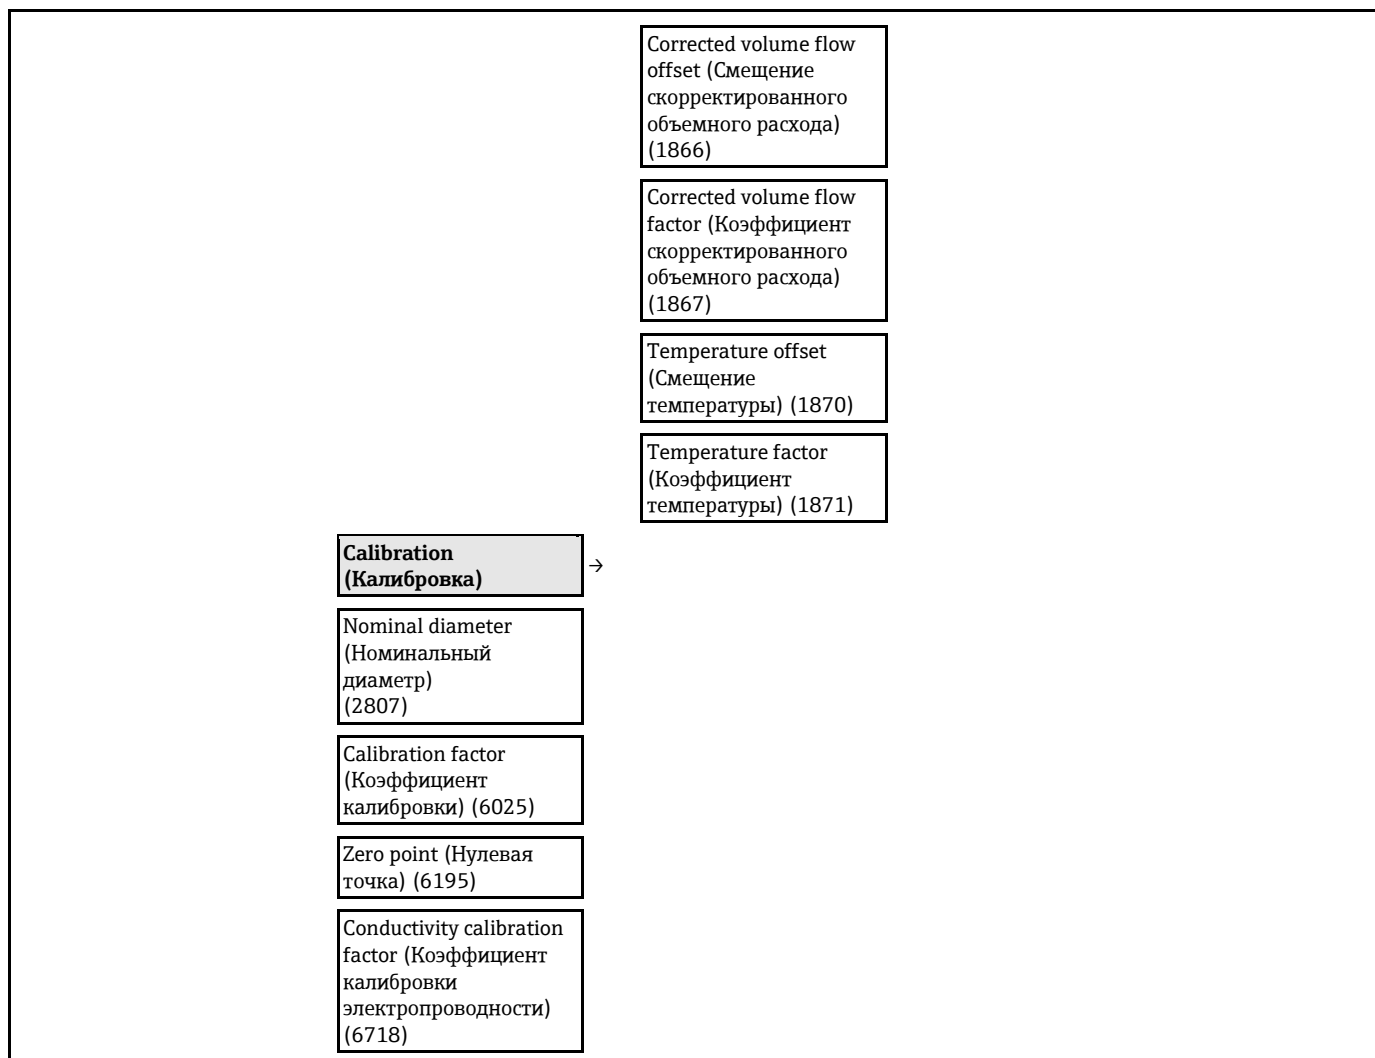 Corrected volume flow
offset (Смещение
скорректированного
объемного расхода)
(1866)
Corrected volume flow
factor (Коэффициент
скорректированного
объемного расхода)
(1867)
Temperature offset
(Смещение
температуры) (1870)
Temperature factor
(Коэффициент
температуры) (1871)
Calibration
(Калибровка)
→
Nominal diameter
(Номинальный
диаметр)
(2807)
Calibration factor
(Коэффициент
калибровки) (6025)
Zero point (Нулевая
точка) (6195)
Conductivity calibration
factor (Коэффициент
калибровки
электропроводности)
(6718)